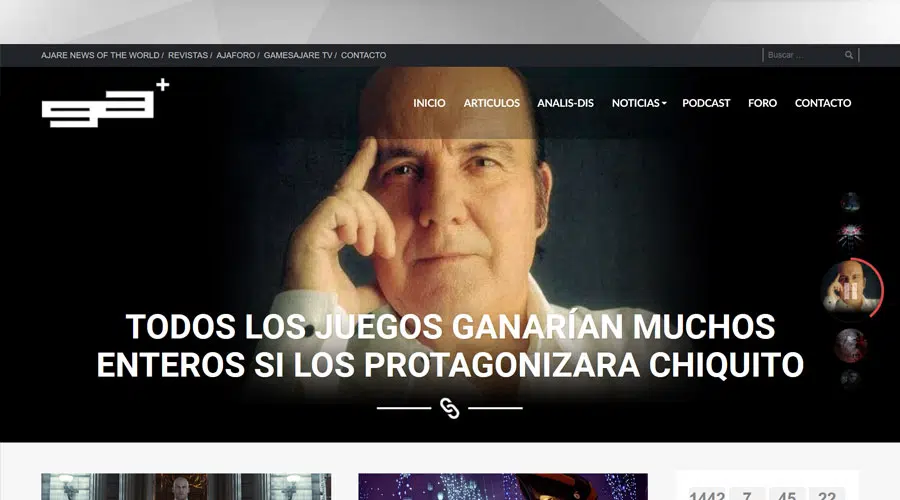 AJARE NEWS OF THE WORLD / REVISTAS / AJAFORO / GAMESAJARE TV / CONTACTO
Buscar ...
ga+
INICIO ARTICULOS ANALIS-DIS NOTICIAS PODCAST FORO CONTACTO
TODOS LOS JUEGOS GANARÍAN MUCHOS
ENTEROS SI LOS PROTAGONIZARA CHIQUITO
1442 7 45 22